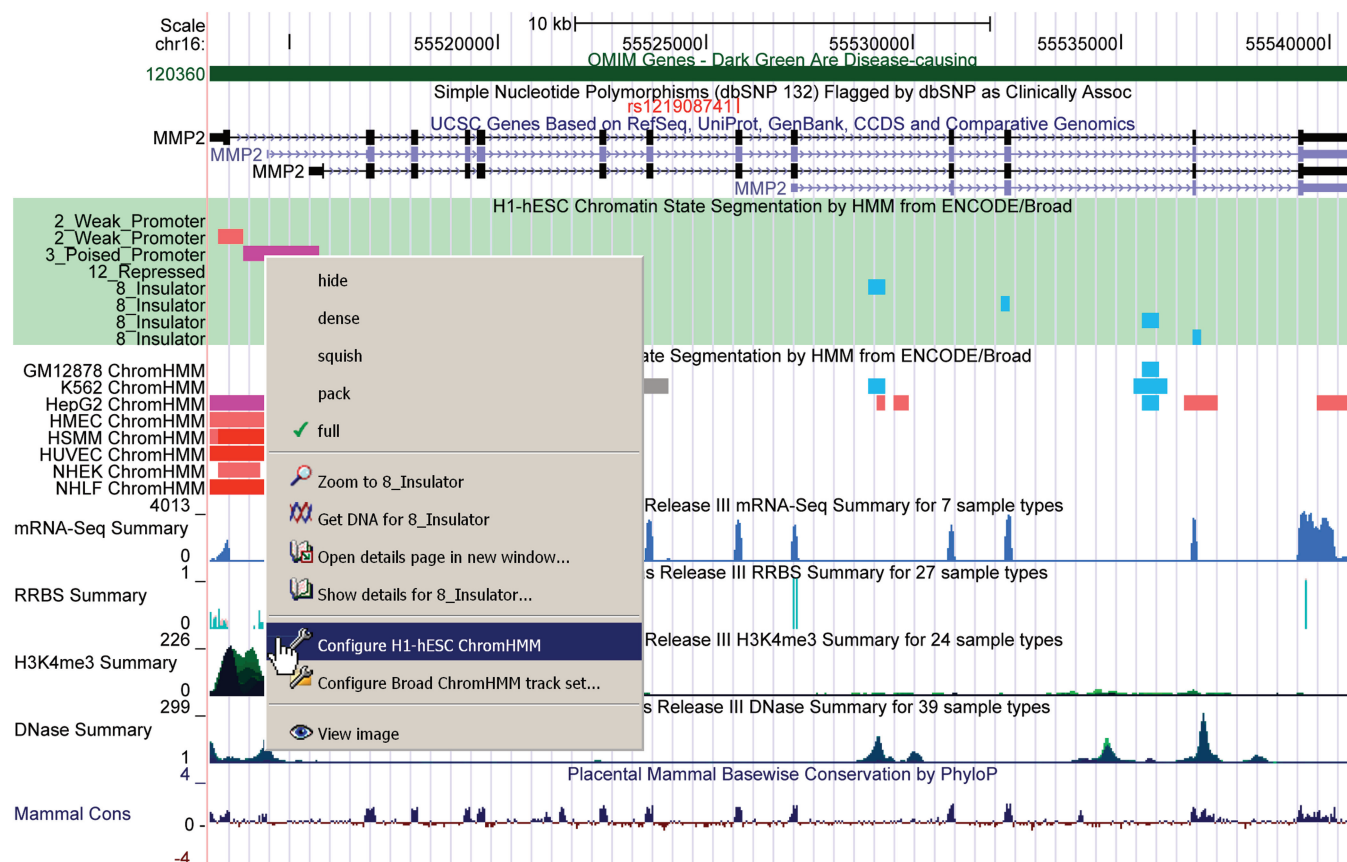 Scale 10 kb
chr16: 55520000 55525000 55530000 55535000 55540000
OMIM Genes - Dark Green Are Disease-causing
120360
Simple Nucleotide Polymorphisms (dbSNP 132) Flagged by dbSNP as Clinically Assoc
rs121908741
UCSC Genes Based on RefSeq, UniProt, GenBank, CCDS and Comparative Genomics
MMP2
MMP2
MMP2
MMP2
H1-hESC Chromatin State Segmentation by HMM from ENCODE/Broad
2_Weak_Promoter
2_Weak_Promoter
3_Poised_Promoter
12_Repressed
8_Insulator
8_Insulator
8_Insulator
8_Insulator
hide
dense
squish
pack
full
Zoom to 8_Insulator
Get DNA for 8_Insulator
Open details page in new window...
Show details for 8_Insulator...
Configure H1-hESC ChromHMM
Configure Broad ChromHMM track set...
View image
ate Segmentation by HMM from ENCODE/Broad
GM12878 ChromHMM
K562 ChromHMM
HepG2 ChromHMM
HMEC ChromHMM
HSMM ChromHMM
HUVEC ChromHMM
NHEK ChromHMM
NHLF ChromHMM
Release III mRNA-Seq Summary for 7 sample types
4013
mRNA-Seq Summary
0
s Release III RRBS Summary for 27 sample types
1
RRBS Summary
0
Release III H3K4me3 Summary for 24 sample types
226
H3K4me3 Summary
0
s Release III DNase Summary for 39 sample types
299
DNase Summary
1
Placental Mammal Basewise Conservation by PhyloP
4
Mammal Cons
0 -
-4